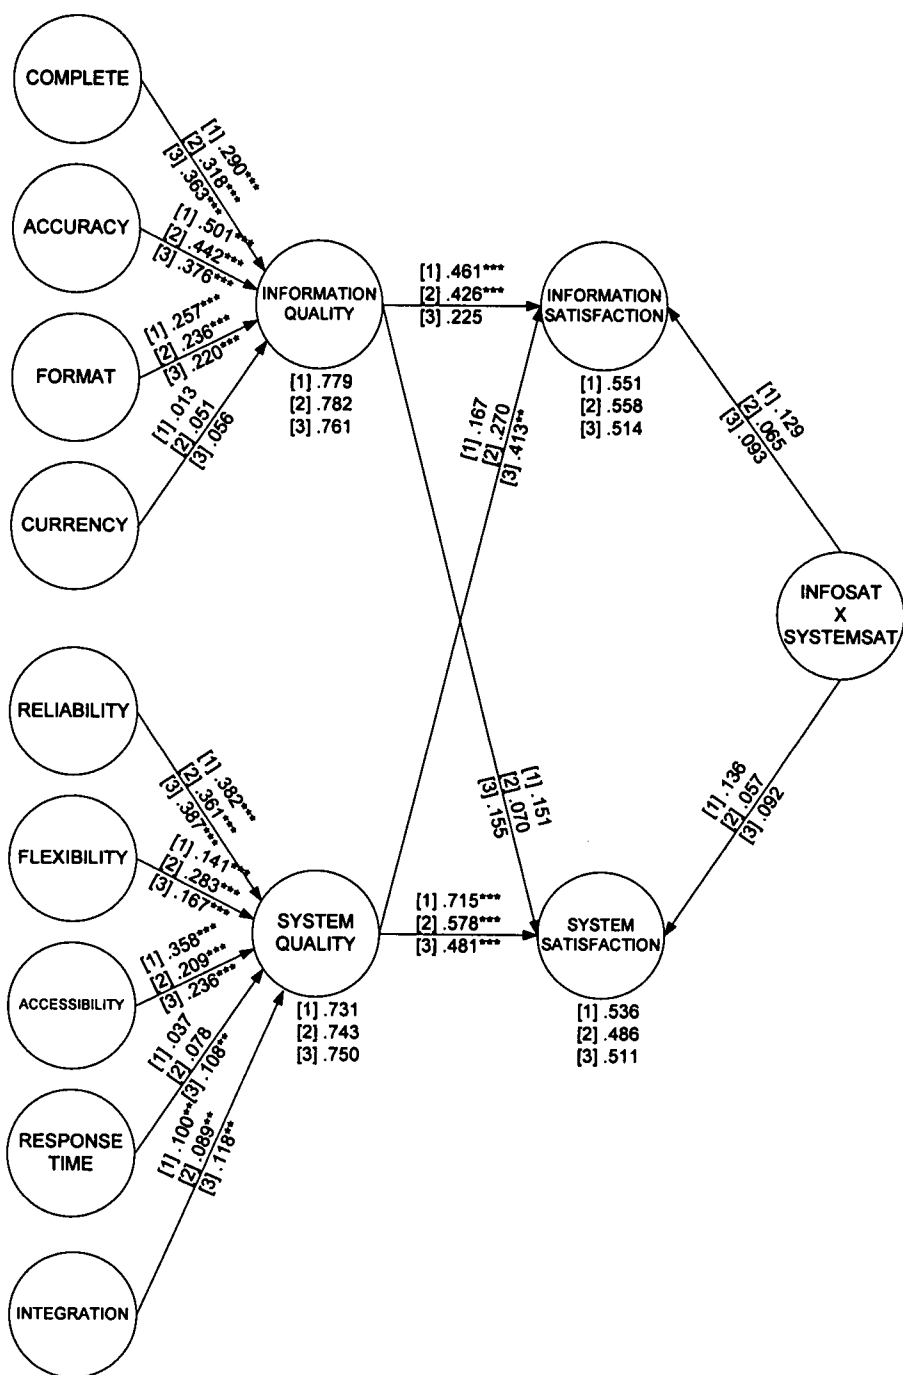 COMPLETE
[1] .290***
[2] .318***
[3] .363***
ACCURACY
[1] .501***
[2] .442***
[3] .376***
FORMAT
[1] .257***
[2] .236***
[3] .220***
CURRENCY
[1] .013
[2] .051
[3] .056
INFORMATION
QUALITY
[1] .779
[2] .782
[3] .761
[1] .461***
[2] .426***
[3] .225
INFORMATION
SATISFACTION
[1] .551
[2] .558
[3] .514
[1] .167
[2] .270
[3] .413**
[1] .129
[2] .065
[3] .093
INFOSAT
X
SYSTEMSAT
[1] .136
[2] .057
[3] .092
RELIABILITY
[1] .382***
[2] .361***
[3] .387***
FLEXIBILITY
[1] .141***
[2] .283***
[3] .167***
ACCESSIBILITY
[1] .358***
[2] .209***
[3] .236***
RESPONSE
TIME
[1] .037
[2] .078
[3] .108**
INTEGRATION
[1] .100**
[2] .089**
[3] .118**
SYSTEM
QUALITY
[1] .731
[2] .743
[3] .750
[1] .151
[2] .070
[3] .155
[1] .715***
[2] .578***
[3] .481***
SYSTEM
SATISFACTION
[1] .536
[2] .486
[3] .511